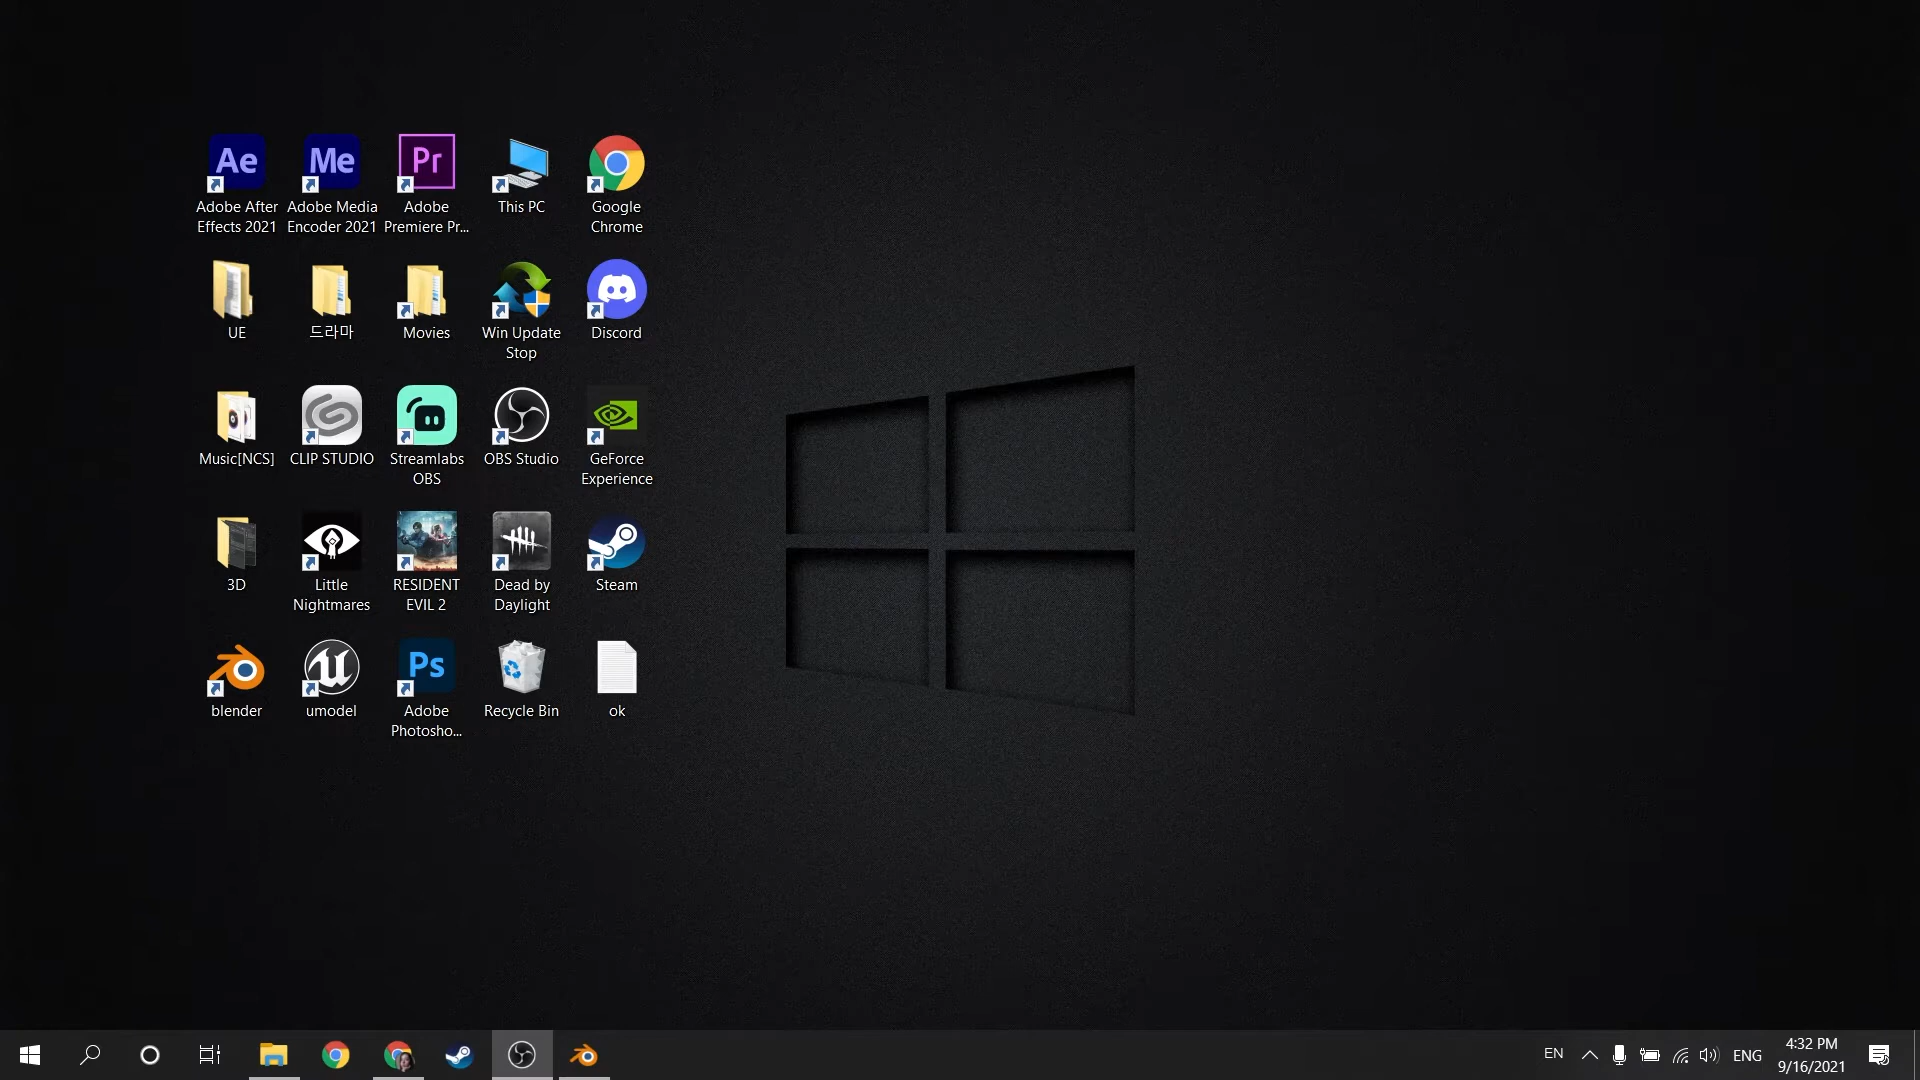 Ae Me Pr
Adobe After Adobe Media Adobe This PC Google
Effects 2021 Encoder 2021 Premiere Pr... Chrome
UE 드라마 Movies Win Update Discord
Stop
Music[NCS] CLIP STUDIO Streamlabs OBS Studio GeForce
OBS Experience
3D Little RESIDENT Dead by Steam
Nightmares EVIL 2 Daylight
Ps
blender umodel Adobe Recycle Bin ok
Photosho...
EN ENG 4:32 PM
9/16/2021